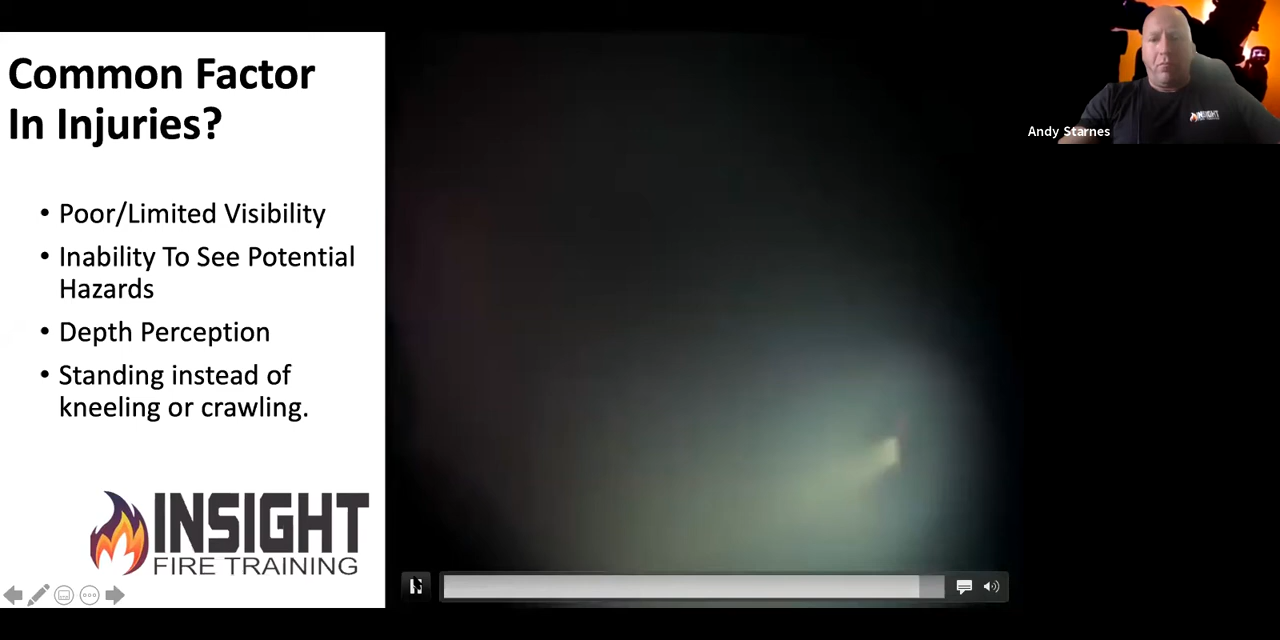 Common Factor
In Injuries?
• Poor/Limited Visibility
• Inability To See Potential
Hazards
• Depth Perception
• Standing instead of
kneeling or crawling.
INSIGHT
FIRE TRAINING
Andy Starnes
INSIGHT